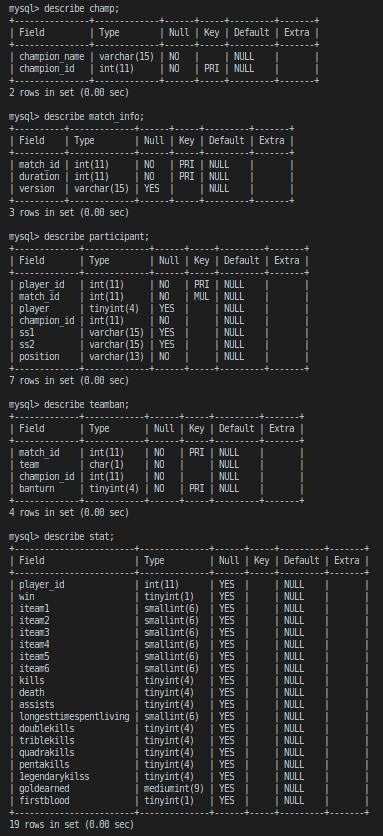 mysql> describe champ;
+---------------+-------------+------+-----+---------+-------+
| Field | Type | Null | Key | Default | Extra |
+---------------+-------------+------+-----+---------+-------+
| champion_name | varchar(15) | NO | | NULL | |
| champion_id | int(11) | NO | PRI | NULL | |
+---------------+-------------+------+-----+---------+-------+
2 rows in set (0.00 sec)
mysql> describe match_info;
+----------+-------------+------+-----+---------+-------+
| Field | Type | Null | Key | Default | Extra |
+----------+-------------+------+-----+---------+-------+
| match_id | int(11) | NO | PRI | NULL | |
| duration | int(11) | NO | PRI | NULL | |
| version | varchar(15) | YES | | NULL | |
+----------+-------------+------+-----+---------+-------+
3 rows in set (0.00 sec)
mysql> describe participant;
+-------------+-------------+------+-----+---------+-------+
| Field | Type | Null | Key | Default | Extra |
+-------------+-------------+------+-----+---------+-------+
| player_id | int(11) | NO | PRI | NULL | |
| match_id | int(11) | NO | MUL | NULL | |
| player | tinyint(4) | YES | | NULL | |
| champion_id | int(11) | NO | | NULL | |
| ss1 | varchar(15) | YES | | NULL | |
| ss2 | varchar(15) | YES | | NULL | |
| position | varchar(13) | NO | | NULL | |
+-------------+-------------+------+-----+---------+-------+
7 rows in set (0.00 sec)
mysql> describe teamban;
+-------------+------------+------+-----+---------+-------+
| Field | Type | Null | Key | Default | Extra |
+-------------+------------+------+-----+---------+-------+
| match_id | int(11) | NO | PRI | NULL | |
| team | char(1) | NO | | NULL | |
| champion_id | int(11) | NO | | NULL | |
| banturn | tinyint(4) | NO | PRI | NULL | |
+-------------+------------+------+-----+---------+-------+
4 rows in set (0.00 sec)
mysql> describe stat;
+------------------------+--------------+------+-----+---------+-------+
| Field | Type | Null | Key | Default | Extra |
+------------------------+--------------+------+-----+---------+-------+
| player_id | int(11) | YES | | NULL | |
| win | tinyint(1) | YES | | NULL | |
| iteam1 | smallint(6) | YES | | NULL | |
| iteam2 | smallint(6) | YES | | NULL | |
| iteam3 | smallint(6) | YES | | NULL | |
| iteam4 | smallint(6) | YES | | NULL | |
| iteam5 | smallint(6) | YES | | NULL | |
| iteam6 | smallint(6) | YES | | NULL | |
| kills | tinyint(4) | YES | | NULL | |
| death | tinyint(4) | YES | | NULL | |
| assists | tinyint(4) | YES | | NULL | |
| longesttimespentliving | smallint(6) | YES | | NULL | |
| doublekills | tinyint(4) | YES | | NULL | |
| triblekills | tinyint(4) | YES | | NULL | |
| quadrakills | tinyint(4) | YES | | NULL | |
| pentakills | tinyint(4) | YES | | NULL | |
| legendarykilss | tinyint(4) | YES | | NULL | |
| goldearned | mediumint(9) | YES | | NULL | |
| firstblood | tinyint(1) | YES | | NULL | |
+------------------------+--------------+------+-----+---------+-------+
19 rows in set (0.00 sec)